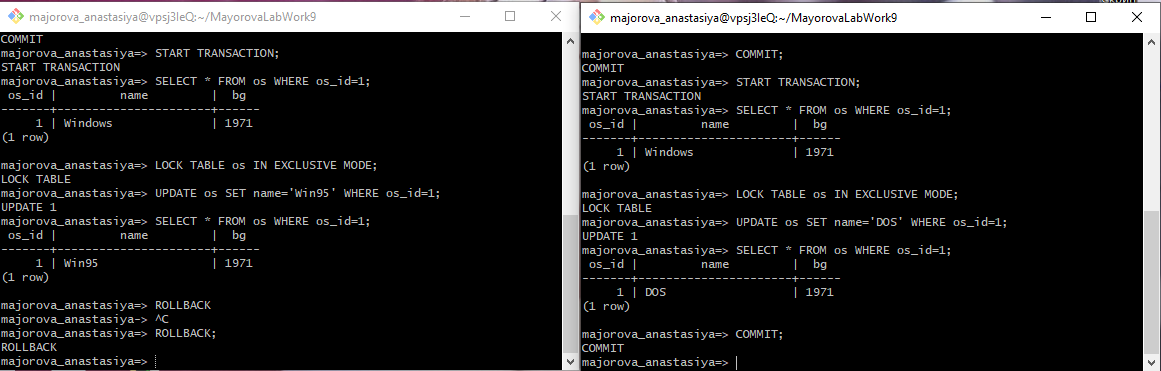 majorova_anastasiya@vpsj3leQ:~/MayorovaLabWork9
COMMIT
majorova_anastasiya=> START TRANSACTION;
START TRANSACTION
majorova_anastasiya=> SELECT * FROM os WHERE os_id=1;
 os_id |         name         |  bg
-------+----------------------+------
     1 | Windows              | 1971
(1 row)
majorova_anastasiya=> LOCK TABLE os IN EXCLUSIVE MODE;
LOCK TABLE
majorova_anastasiya=> UPDATE os SET name='Win95' WHERE os_id=1;
UPDATE 1
majorova_anastasiya=> SELECT * FROM os WHERE os_id=1;
 os_id |         name         |  bg
-------+----------------------+------
     1 | Win95                | 1971
(1 row)
majorova_anastasiya=> ROLLBACK
majorova_anastasiya-> ^C
majorova_anastasiya=> ROLLBACK;
ROLLBACK
majorova_anastasiya=>
majorova_anastasiya@vpsj3leQ:~/MayorovaLabWork9
majorova_anastasiya=> COMMIT;
COMMIT
majorova_anastasiya=> START TRANSACTION;
START TRANSACTION
majorova_anastasiya=> SELECT * FROM os WHERE os_id=1;
 os_id |         name         |  bg
-------+----------------------+------
     1 | Windows              | 1971
(1 row)
majorova_anastasiya=> LOCK TABLE os IN EXCLUSIVE MODE;
LOCK TABLE
majorova_anastasiya=> UPDATE os SET name='DOS' WHERE os_id=1;
UPDATE 1
majorova_anastasiya=> SELECT * FROM os WHERE os_id=1;
 os_id |         name         |  bg
-------+----------------------+------
     1 | DOS                  | 1971
(1 row)
majorova_anastasiya=> COMMIT;
COMMIT
majorova_anastasiya=>